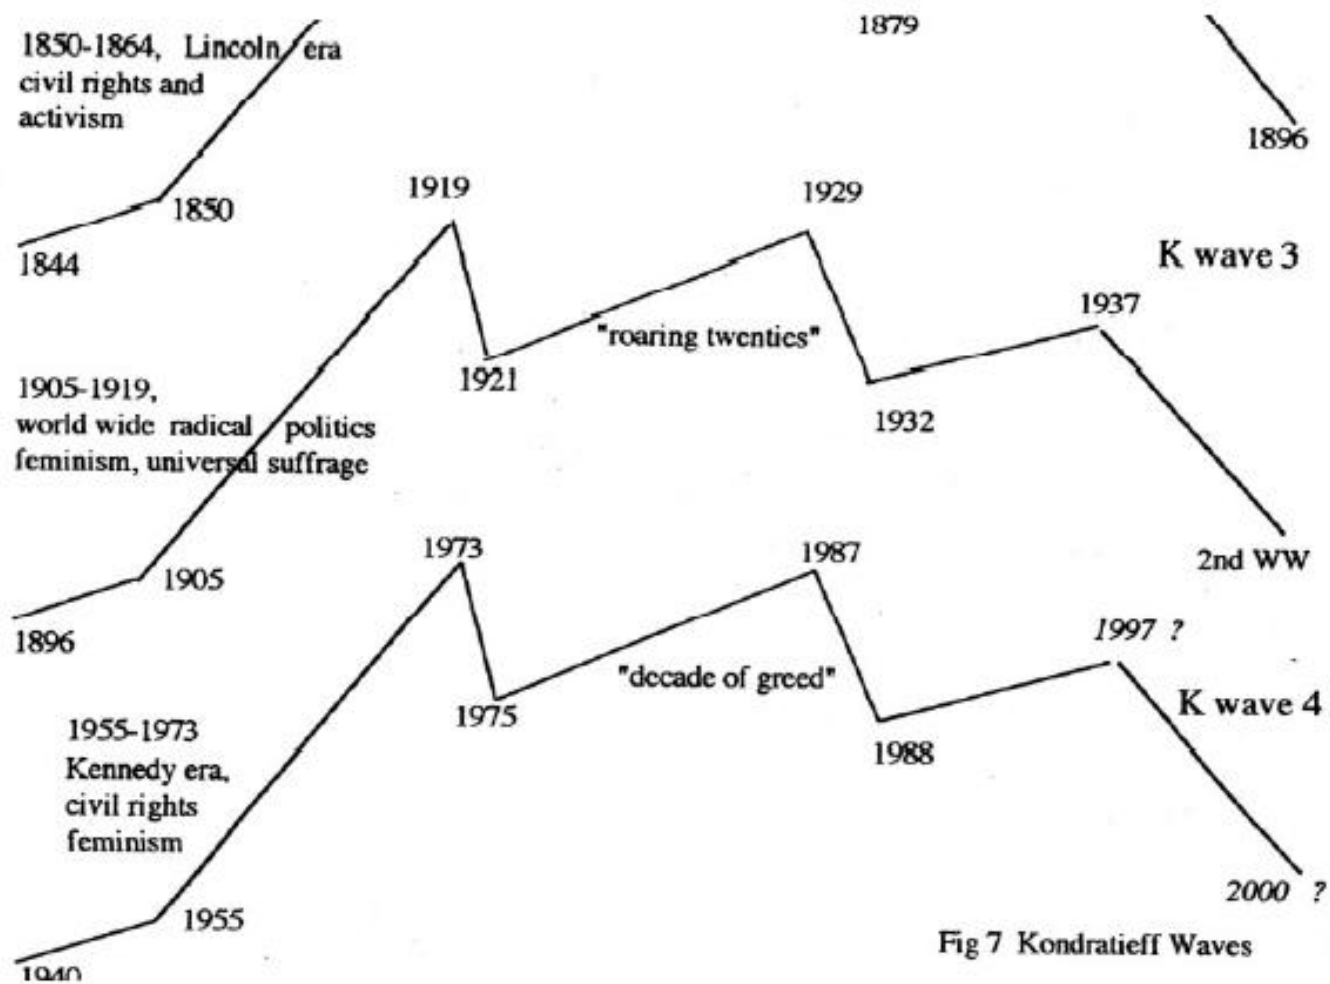 1850-1864, Lincoln era
civil rights and
activism
1879
1896
1850
1844
1919
1929
K wave 3
1937
"roaring twenties"
1921
1932
1905-1919,
world wide radical politics
feminism, universal suffrage
2nd WW
1905
1896
1973
1987
1997 ?
"decade of greed"
K wave 4
1975
1988
1955-1973
Kennedy era,
civil rights
feminism
2000 ?
1955
Fig 7 Kondratieff Waves
1940